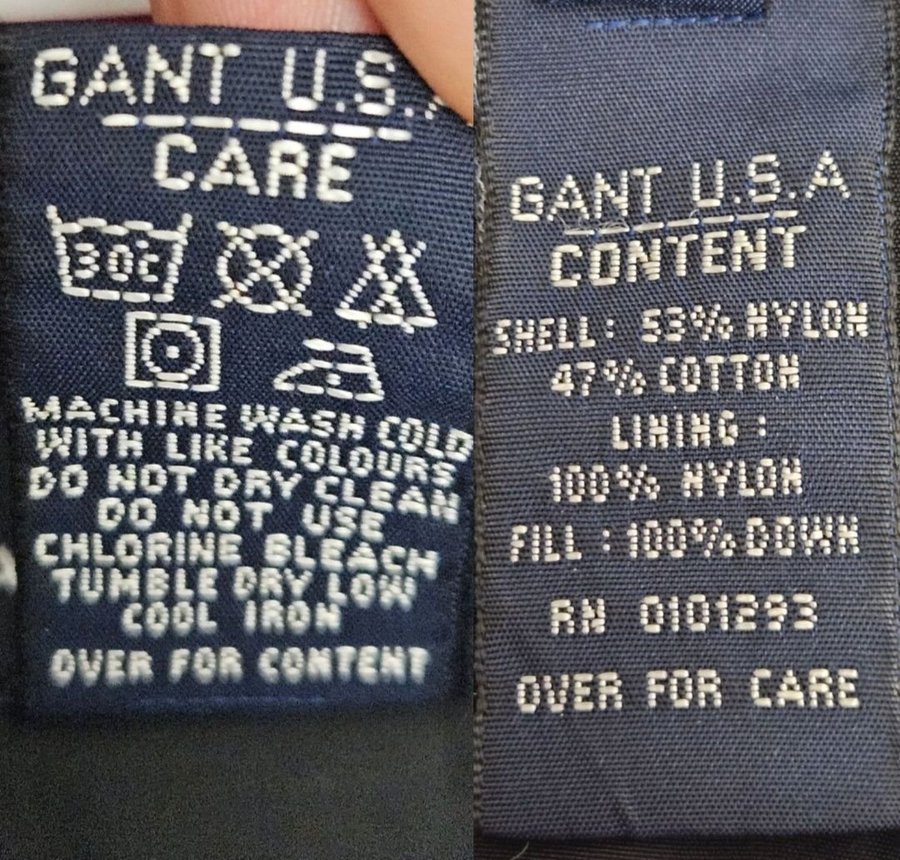 GANT U.S.
CARE
30c
MACHINE WASH COLD
WITH LIKE COLOURS
DO NOT DRY CLEAN
DO NOT USE
CHLORINE BLEACH
TUMBLE DRY LOW
COOL IRON
OVER FOR CONTENT
GANT U.S.A
CONTENT
SHELL: 53% NYLON
47% COTTON
LINING:
100% NYLON
FILL: 100% DOWN
RN 0101293
OVER FOR CARE